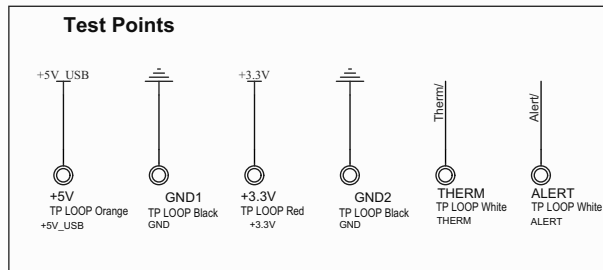 Test Points
+5V_USB
+3.3V
Therm/
Alert/
+5V
TP LOOP Orange
+5V_USB
GND1
TP LOOP Black
GND
+3.3V
TP LOOP Red
+3.3V
GND2
TP LOOP Black
GND
THERM
TP LOOP White
THERM
ALERT
TP LOOP White
ALERT